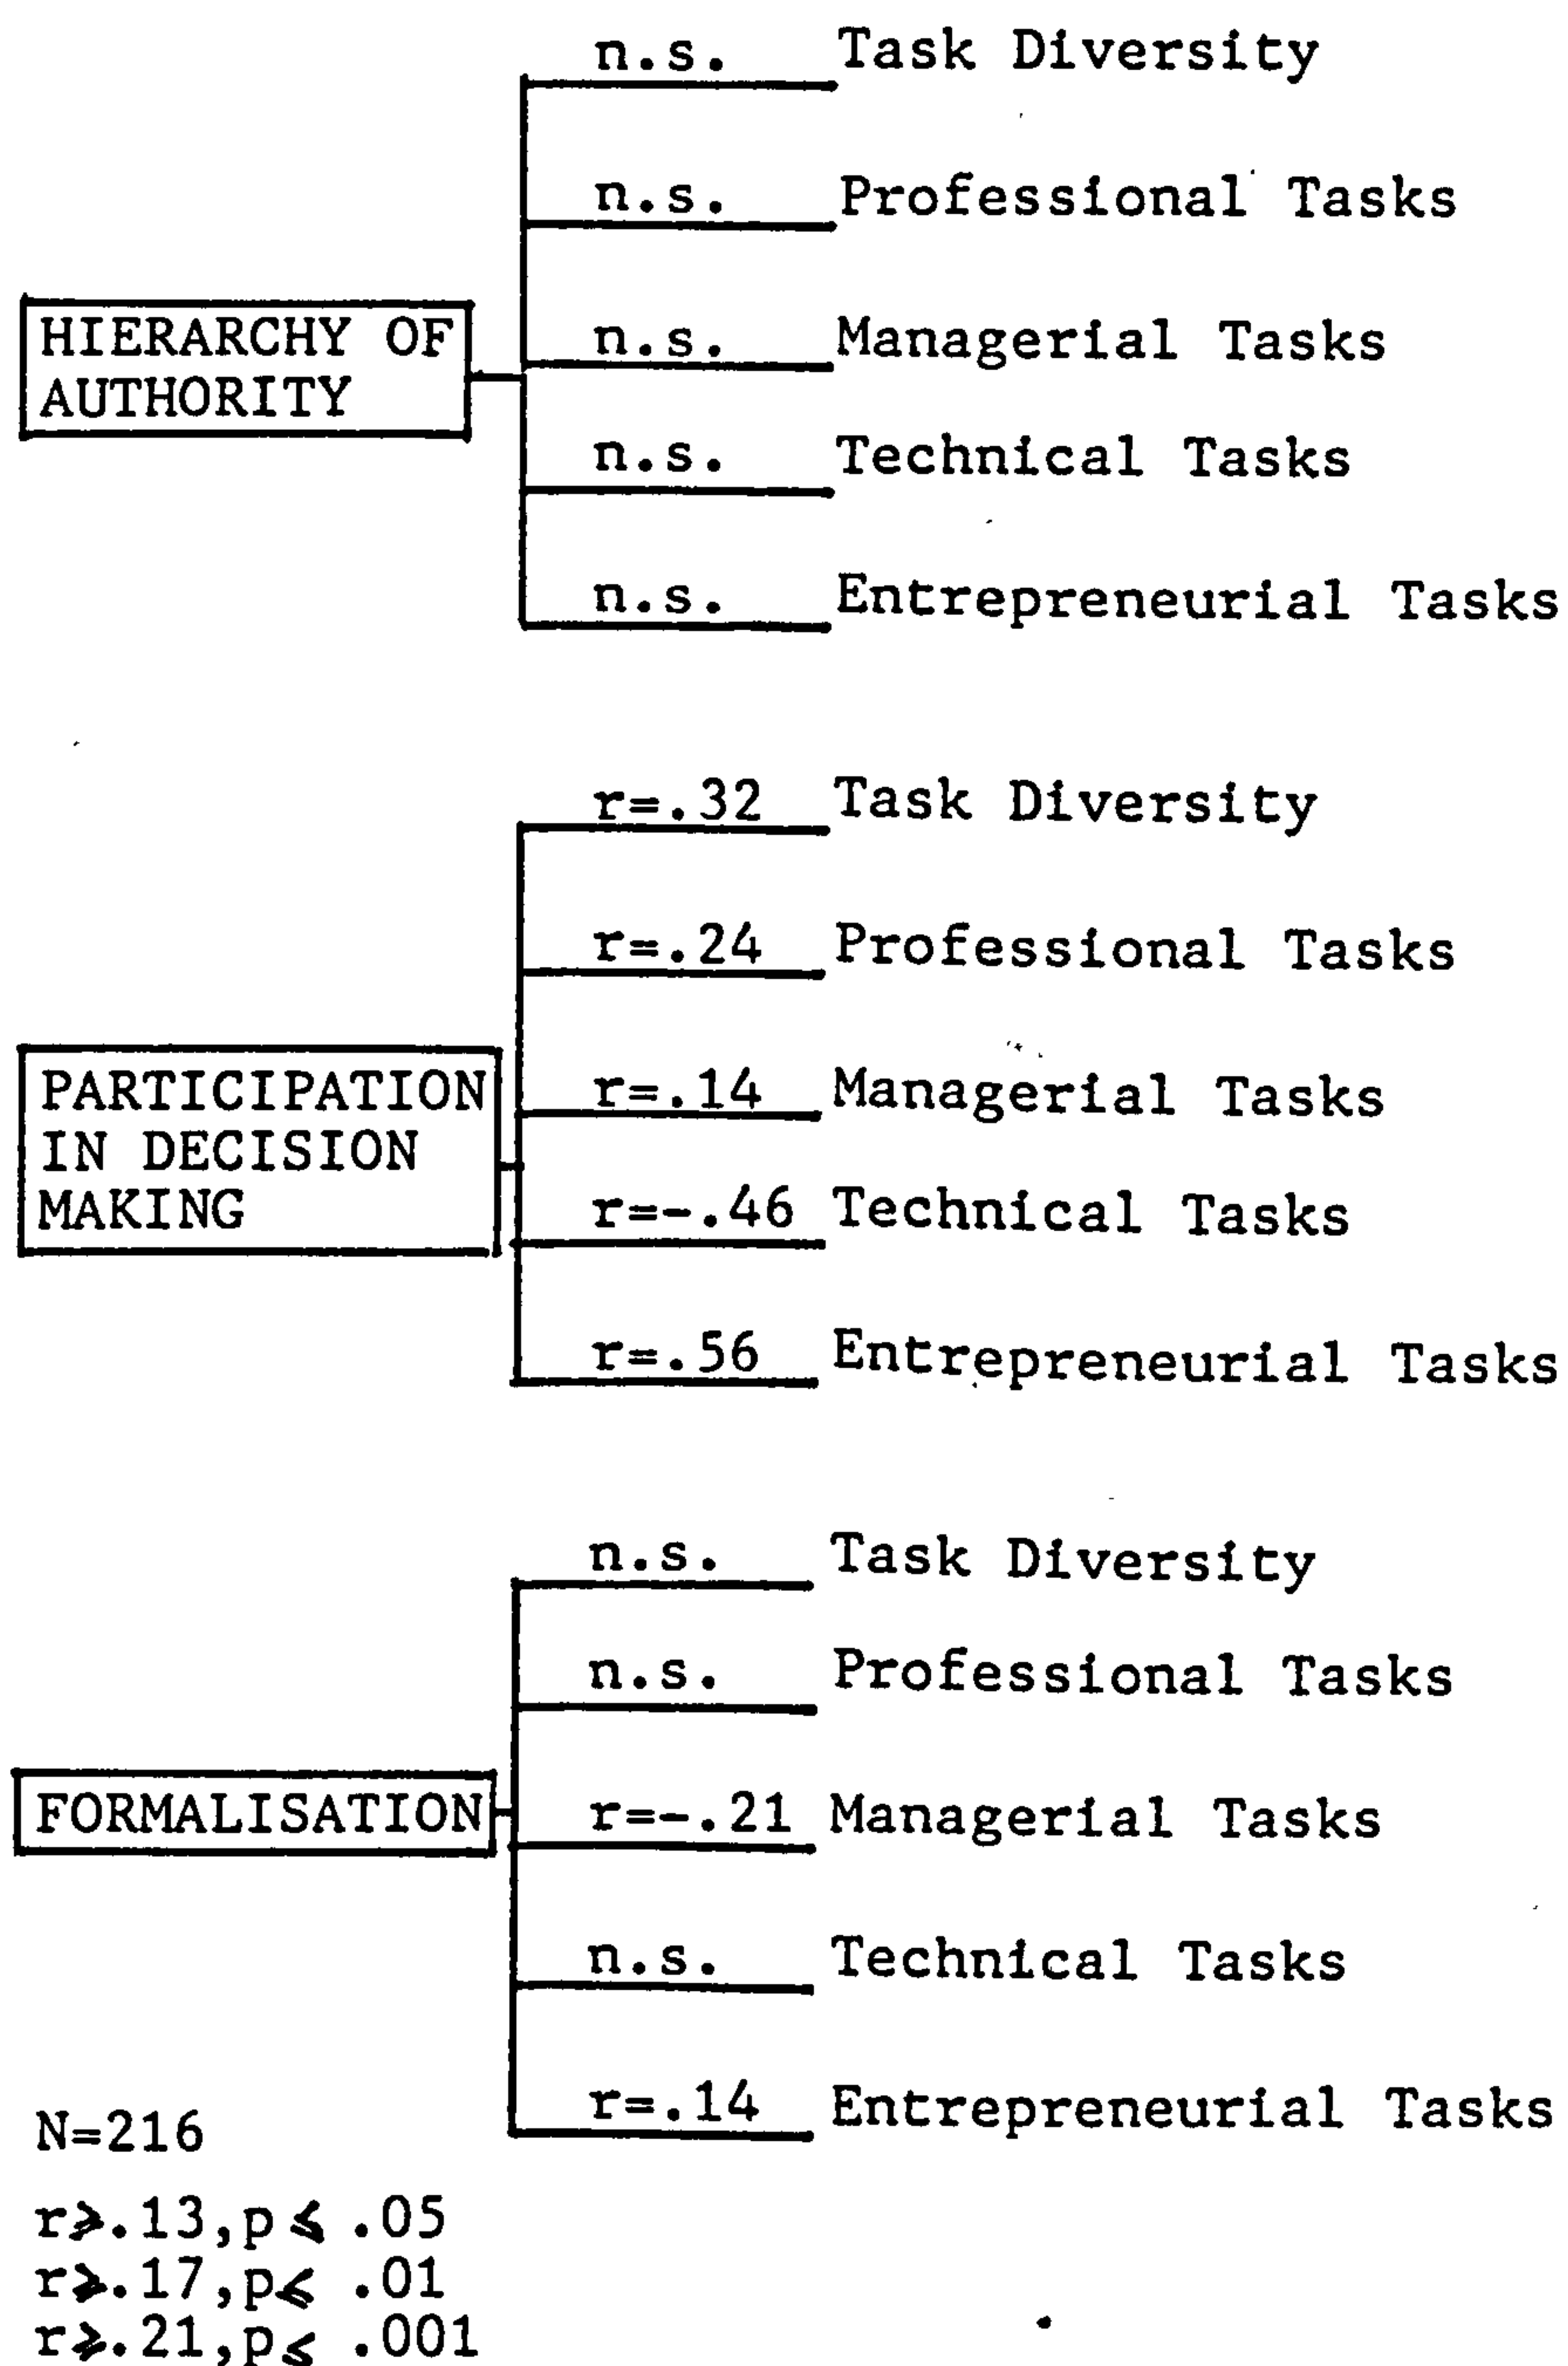 n.s. Task Diversity
n.s. Professional Tasks
HIERARCHY OF
AUTHORITY
n.s. Managerial Tasks
n.s. Technical Tasks
n.s. Entrepreneurial Tasks
r=.32 Task Diversity
r=.24 Professional Tasks
PARTICIPATION
IN DECISION
MAKING
r=.14 Managerial Tasks
r=-.46 Technical Tasks
r=.56 Entrepreneurial Tasks
n.s. Task Diversity
n.s. Professional Tasks
FORMALISATION
r=-.21 Managerial Tasks
n.s. Technical Tasks
r=.14 Entrepreneurial Tasks
N=216
r⩾.13,p⩽ .05
r⩾.17,p⩽ .01
r⩾.21,p⩽ .001